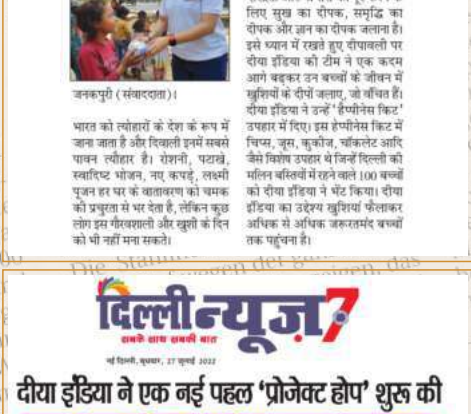 जनकपुरी (संवाददाता)।
भारत को त्योहारों के देश के रूप में
जाना जाता है और दिवाली इनमें सबसे
पावन त्यौहार है। रोशनी, पटाखे,
स्वादिष्ट भोजन, नए कपड़े, लक्ष्मी
पूजन हर घर के वातावरण को चमक
की प्रचुरता से भर देता है, लेकिन कुछ
लोग इस गौरवशाली और खुशी के दिन
को भी नहीं मना सकते।
लिए सुख का दीपक, समृद्धि का
दीपक और ज्ञान का दीपक जलाना है।
इसे ध्यान में रखते हुए दीपावली पर
दीया इंडिया की टीम ने एक कदम
आगे बढ़कर उन बच्चों के जीवन में
खुशियों के दीपों जलाए, जो वंचित हैं।
दीया इंडिया ने उन्हें 'हैप्पीनेस किट'
उपहार में दिए। इस हेप्पीनेस किट में
चिप्स, जूस, कुकीज, चॉकलेट आदि
जैसे विशेष उपहार थे जिन्हें दिल्ली की
मलिन बस्तियों में रहने वाले 100 बच्चों
को दीया इंडिया ने भेंट किया। दीया
इंडिया का उद्देश्य खुशियां फैलाकर
अधिक से अधिक जरूरतमंद बच्चों
तक पहुंचना है।
दिल्ली न्यूज़ 7
सबके साथ सबकी बात
नई दिल्ली, बुधवार, 27 जुलाई 2022
दीया इंडिया ने एक नई पहल 'प्रोजेक्ट होप' शुरू की